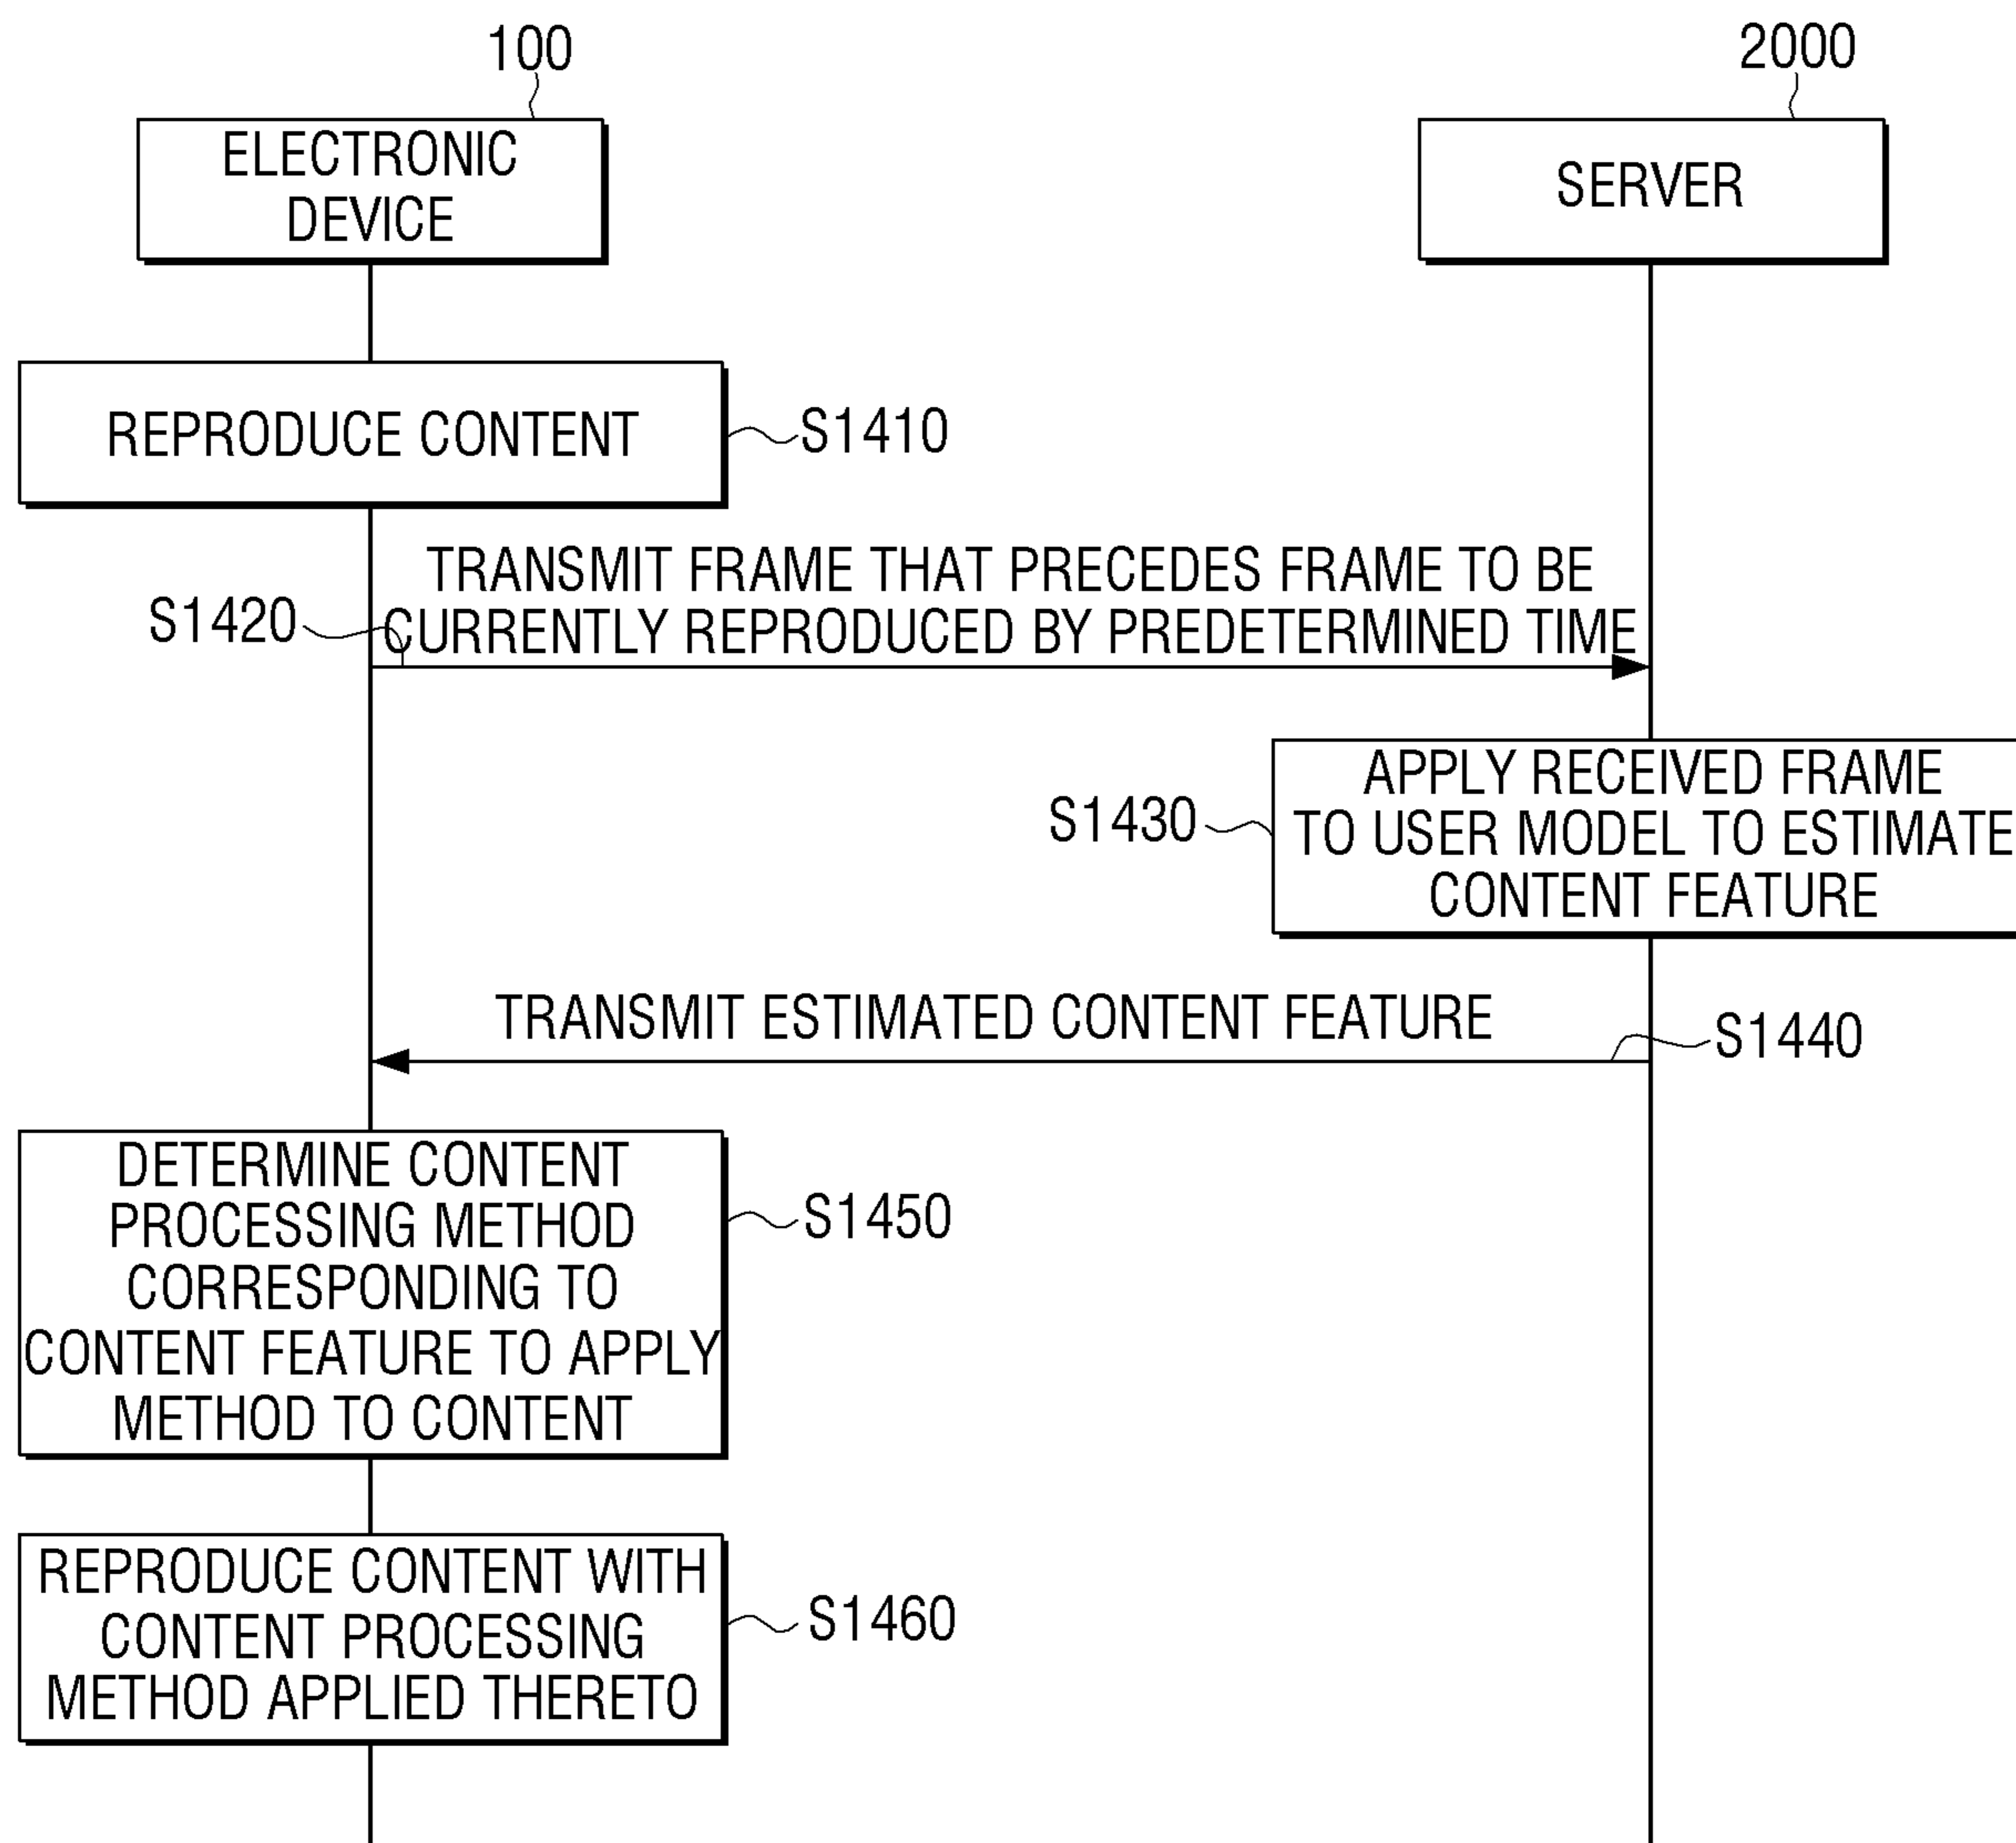 100
2000
ELECTRONIC
DEVICE
SERVER
REPRODUCE CONTENT
S1410
TRANSMIT FRAME THAT PRECEDES FRAME TO BE
CURRENTLY REPRODUCED BY PREDETERMINED TIME
S1420
APPLY RECEIVED FRAME
TO USER MODEL TO ESTIMATE
CONTENT FEATURE
S1430
TRANSMIT ESTIMATED CONTENT FEATURE
S1440
DETERMINE CONTENT
PROCESSING METHOD
CORRESPONDING TO
CONTENT FEATURE TO APPLY
METHOD TO CONTENT
S1450
REPRODUCE CONTENT WITH
CONTENT PROCESSING
METHOD APPLIED THERETO
S1460